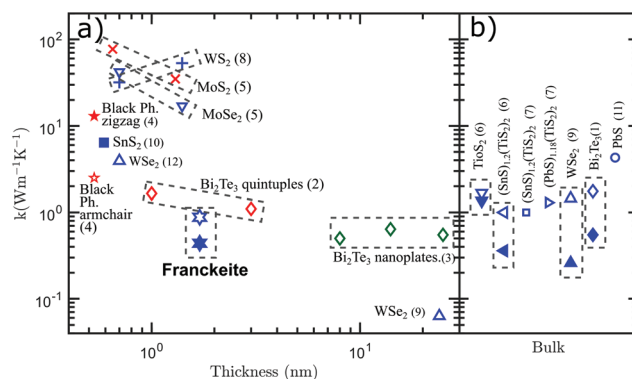 a)
b)
k(Wm⁻¹K⁻¹)
10²
10¹
10⁰
10⁻¹
WS₂ (8)
MoS₂ (5)
MoSe₂ (5)
Black Ph.
zigzag (4)
SnS₂ (10)
WSe₂ (12)
Black
Ph.
armchair
(4)
Bi₂Te₃ quintuples (2)
Franckeite
Bi₂Te₃ nanoplates.(3)
WSe₂ (9)
10⁰
10¹
Thickness (nm)
TioS₂ (6)
(SnS)₁.₂(TiS₂)₂ (6)
(SnS)₁.₂(TiS₂)₂ (7)
(PbS)₁.₁₈(TiS₂)₂ (7)
WSe₂ (9)
Bi₂Te₃(1)
PbS (11)
Bulk